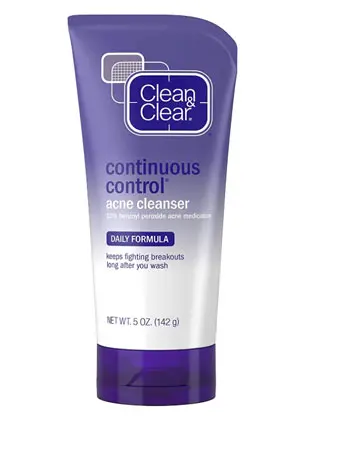 Clean &
Clear®
continuous
control®
acne cleanser
10% benzoyl peroxide acne medication
DAILY FORMULA
keeps fighting breakouts
long after you wash
NET WT. 5 OZ. (142 g)